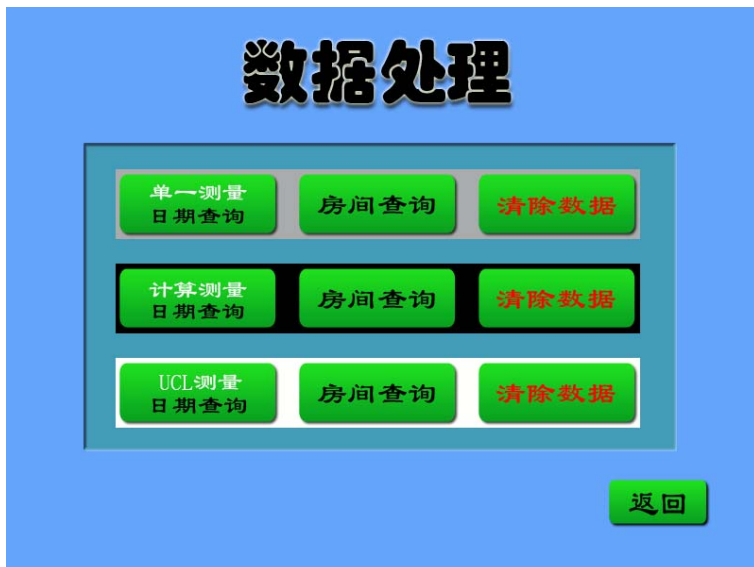 数据处理
单一测量
日期查询
房间查询
清除数据
计算测量
日期查询
房间查询
清除数据
UCL测量
日期查询
房间查询
清除数据
返回